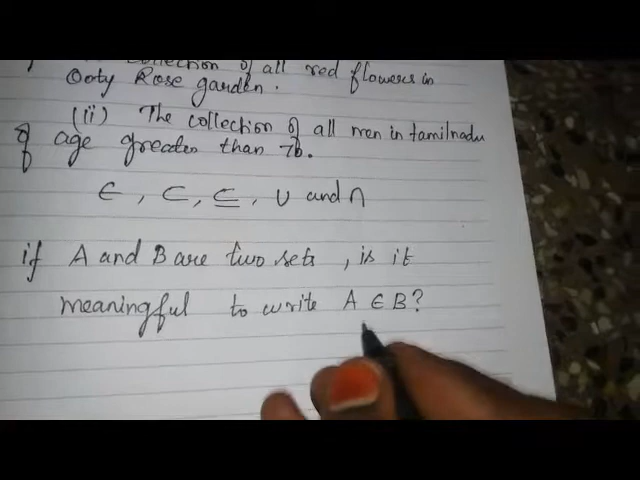 collection of all red flowers in
Ooty Rose garden.
(ii) The collection of all men in tamilnadu
of age greater than 70.
∈, ⊂, ⊆, ∪ and ∩
if A and B are two sets, is it
meaningful to write A ∈ B?